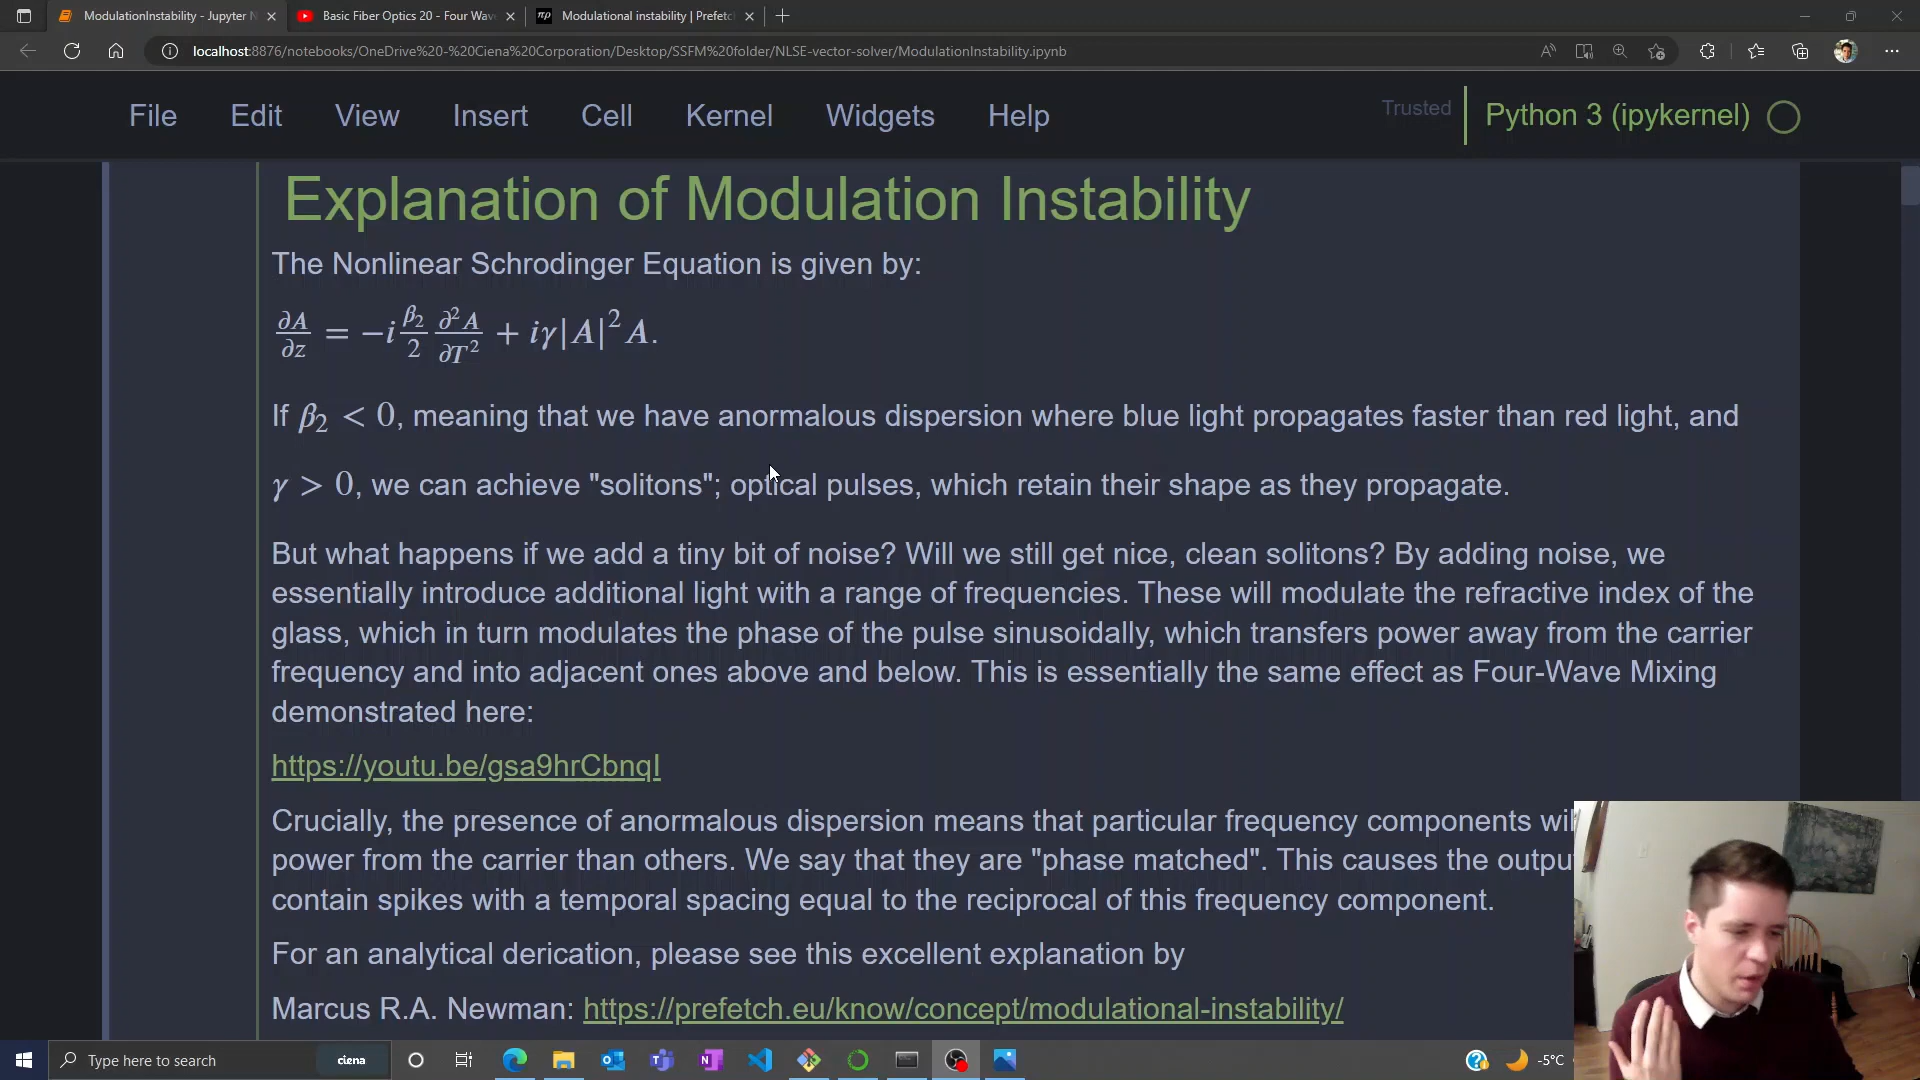 ModulationInstability - Jupyter N
Basic Fiber Optics 20 - Four Wav
Modulational instability | Prefetc
localhost:8876/notebooks/OneDrive%20-%20Ciena%20Corporation/Desktop/SSFM%20folder/NLSE-vector-solver/ModulationInstability.ipynb
File Edit View Insert Cell Kernel Widgets Help Trusted Python 3 (ipykernel)
Explanation of Modulation Instability
The Nonlinear Schrodinger Equation is given by:
∂A/∂z = −i β₂/2 ∂²A/∂T² + iγ|A|²A.
If β₂ < 0, meaning that we have anormalous dispersion where blue light propagates faster than red light, and
γ > 0, we can achieve "solitons"; optical pulses, which retain their shape as they propagate.
But what happens if we add a tiny bit of noise? Will we still get nice, clean solitons? By adding noise, we
essentially introduce additional light with a range of frequencies. These will modulate the refractive index of the
glass, which in turn modulates the phase of the pulse sinusoidally, which transfers power away from the carrier
frequency and into adjacent ones above and below. This is essentially the same effect as Four-Wave Mixing
demonstrated here:
https://youtu.be/gsa9hrCbnqI
Crucially, the presence of anormalous dispersion means that particular frequency components wi
power from the carrier than others. We say that they are "phase matched". This causes the outpu
contain spikes with a temporal spacing equal to the reciprocal of this frequency component.
For an analytical derication, please see this excellent explanation by
Marcus R.A. Newman: https://prefetch.eu/know/concept/modulational-instability/
Type here to search
ciena
-5°C